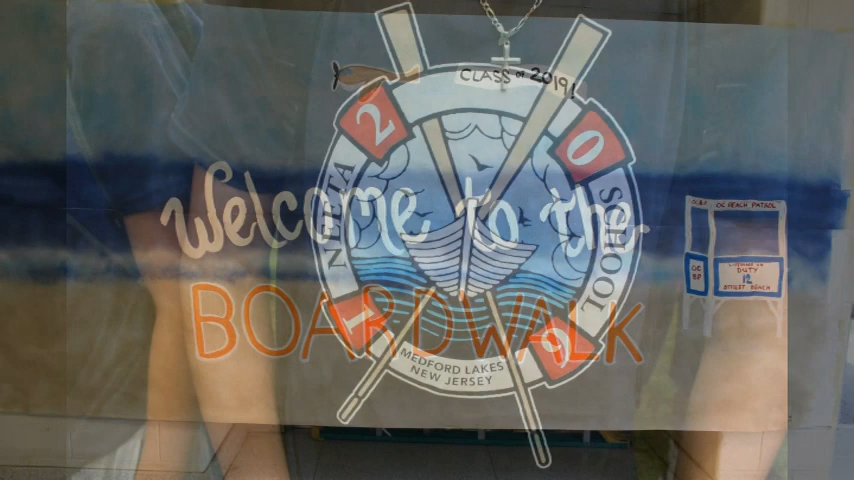 CLASS OF 2019!
2 0
NEETA SCHOOL
Welcome to the
BOARDWALK
1 9
MEDFORD LAKES
NEW JERSEY
OC BEACH PATROL
OC
BP
DUTY
12
STREET BEACH